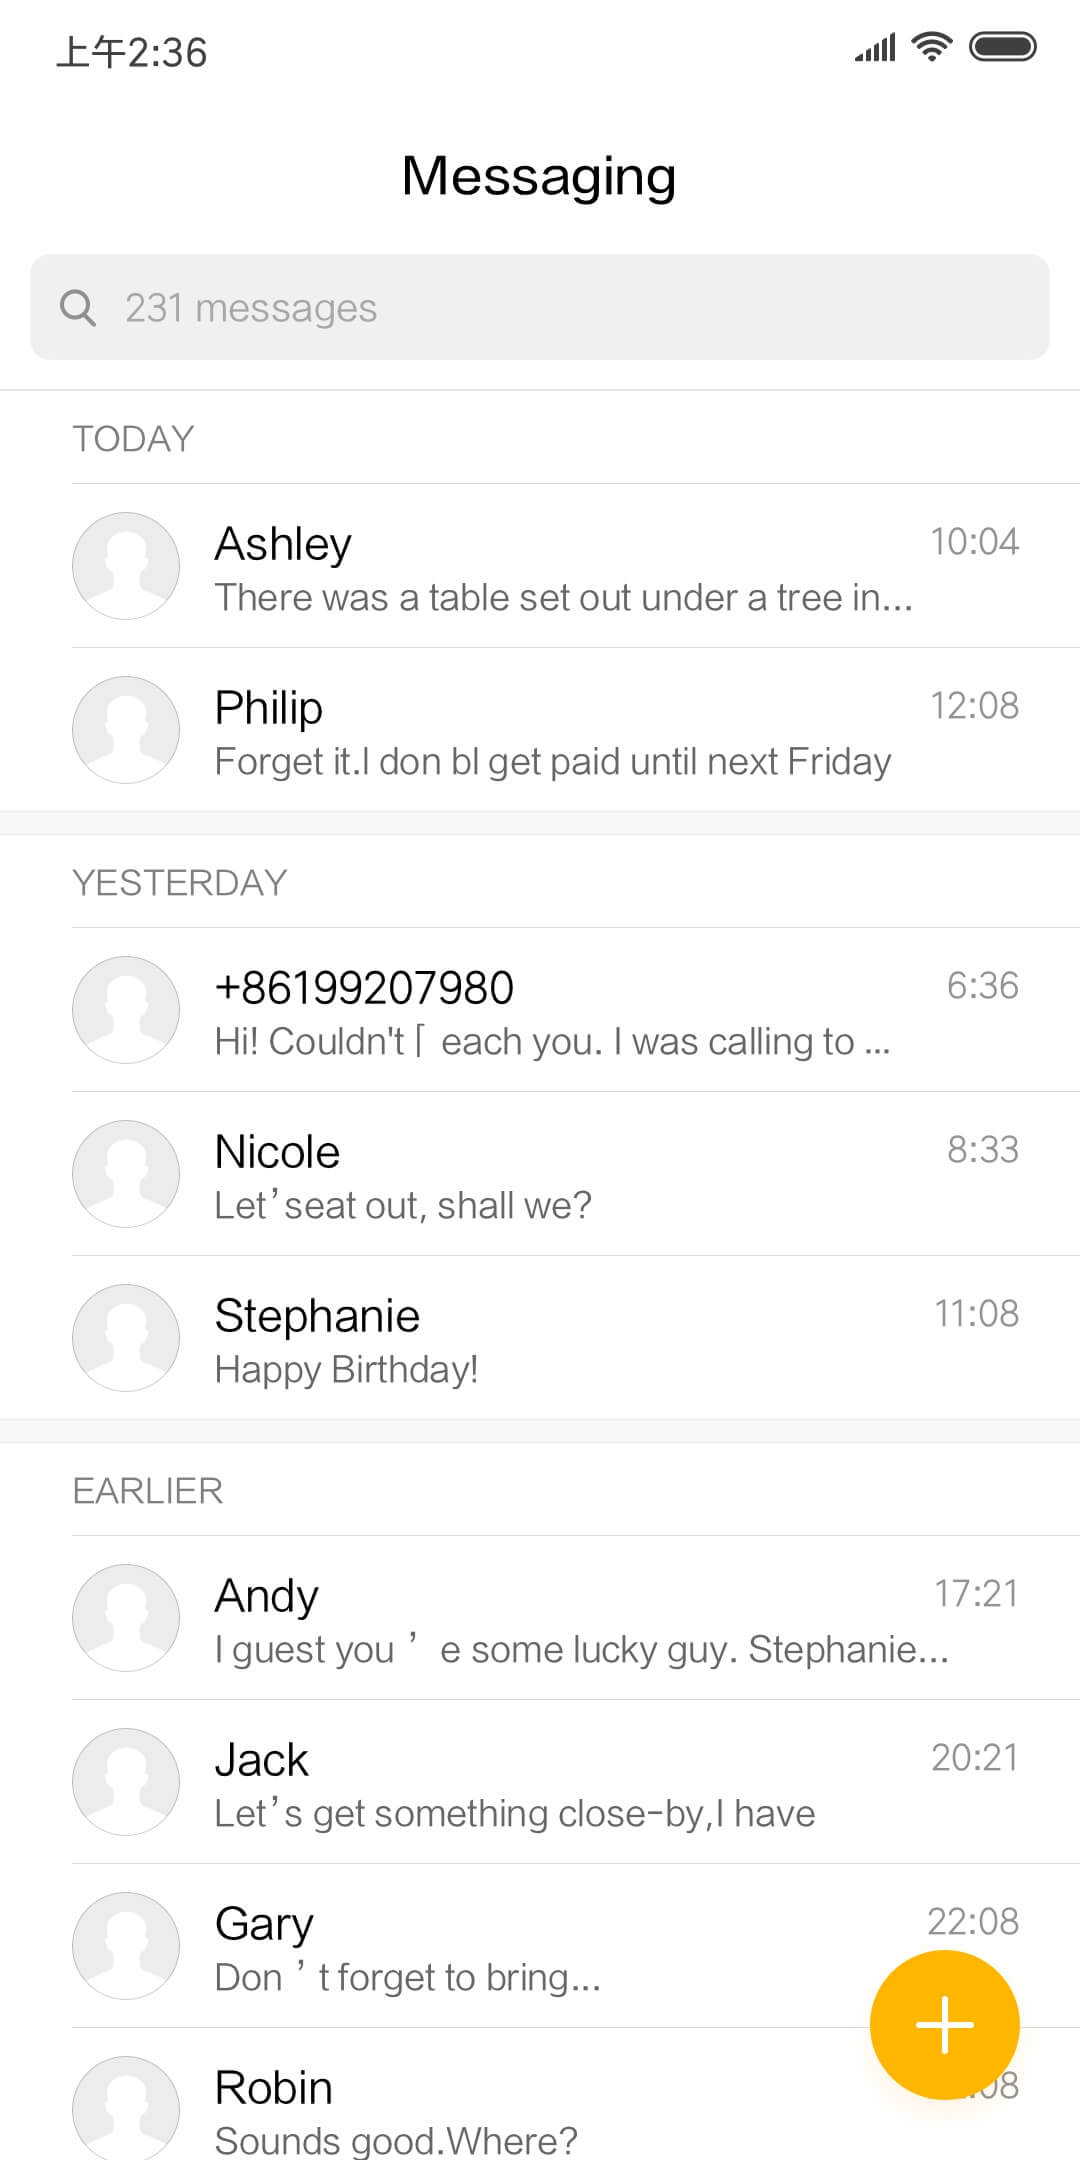 上午2:36
Messaging
231 messages
TODAY
Ashley
10:04
There was a table set out under a tree in...
Philip
12:08
Forget it.I don bl get paid until next Friday
YESTERDAY
+86199207980
6:36
Hi! Couldn't ⌈ each you. I was calling to ...
Nicole
8:33
Let’seat out, shall we?
Stephanie
11:08
Happy Birthday!
EARLIER
Andy
17:21
I guest you ’ e some lucky guy. Stephanie...
Jack
20:21
Let’s get something close-by,I have
Gary
22:08
Don ’ t forget to bring...
Robin
Sounds good.Where?